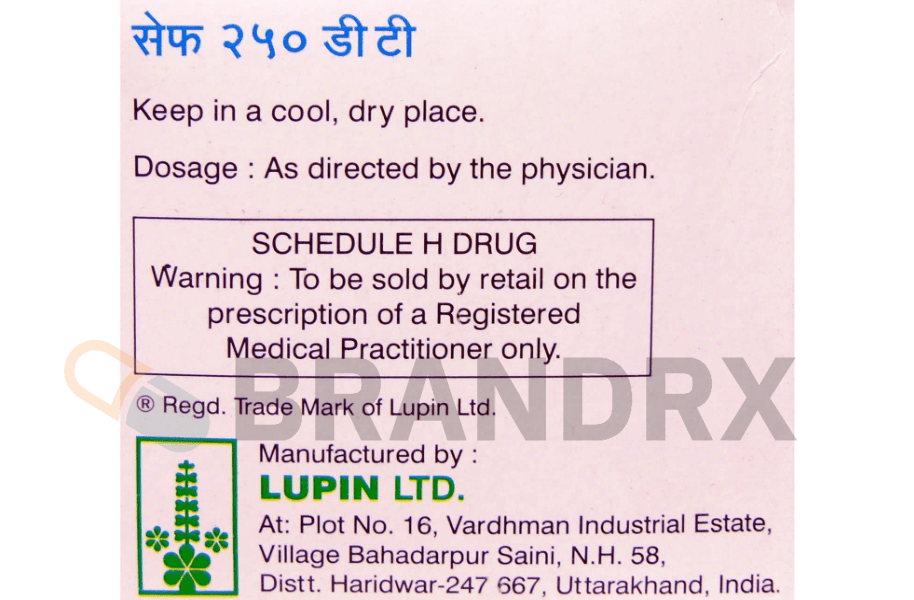 सेफ २५० डी टी
Keep in a cool, dry place.
Dosage : As directed by the physician.
SCHEDULE H DRUG
Warning : To be sold by retail on the
prescription of a Registered
Medical Practitioner only.
BRANDRX
® Regd. Trade Mark of Lupin Ltd.
Manufactured by :
LUPIN LTD.
At: Plot No. 16, Vardhman Industrial Estate,
Village Bahadarpur Saini, N.H. 58,
Distt. Haridwar-247 667, Uttarakhand, India.